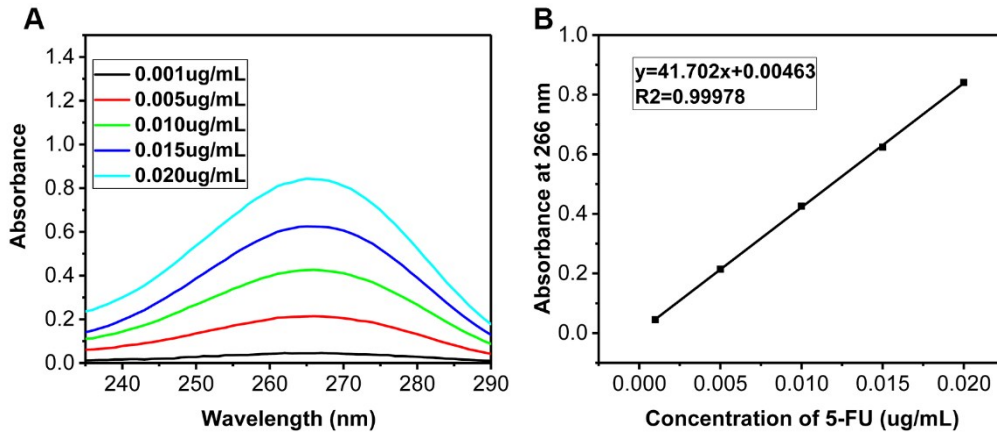 A
Absorbance
1.4
1.2
1.0
0.8
0.6
0.4
0.2
0.0
0.001ug/mL
0.005ug/mL
0.010ug/mL
0.015ug/mL
0.020ug/mL
240 250 260 270 280 290
Wavelength (nm)
B
Absorbance at 266 nm
1.0
0.8
0.6
0.4
0.2
0.0
y=41.702x+0.00463
R2=0.99978
0.000 0.005 0.010 0.015 0.020
Concentration of 5-FU (ug/mL)